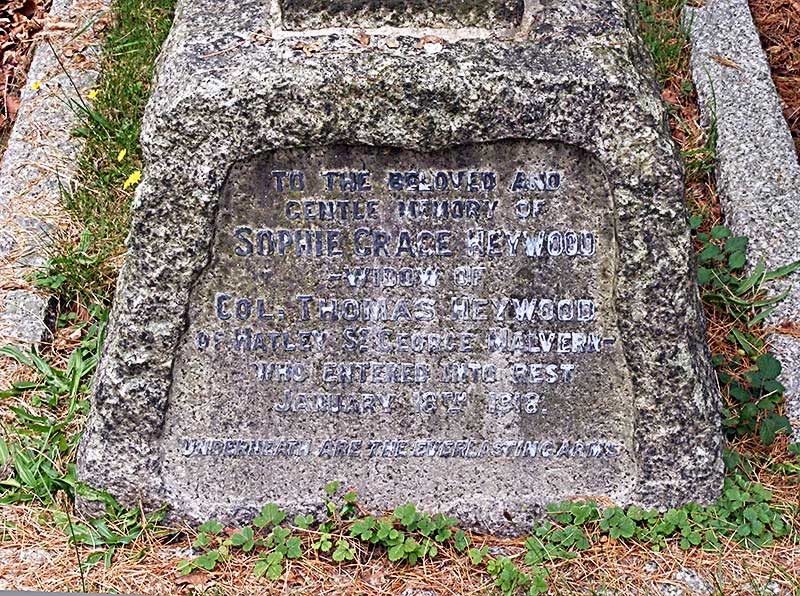 TO THE BELOVED AND
GENTLE MEMORY OF
SOPHIE GRACE HEYWOOD
-WIDOW OF
COL. THOMAS HEYWOOD
OF HATLEY ST GEORGE MALVERN-
WHO ENTERED INTO REST
JANUARY 18TH 1918.
UNDERNEATH ARE THE EVERLASTING ARMS